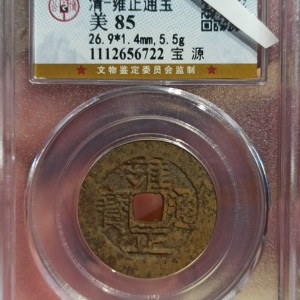 清-雍正通宝
美 85
26.9*1.4mm, 5.5g
1112656722 宝 源
文物鉴定委员会监制
雍正通寳